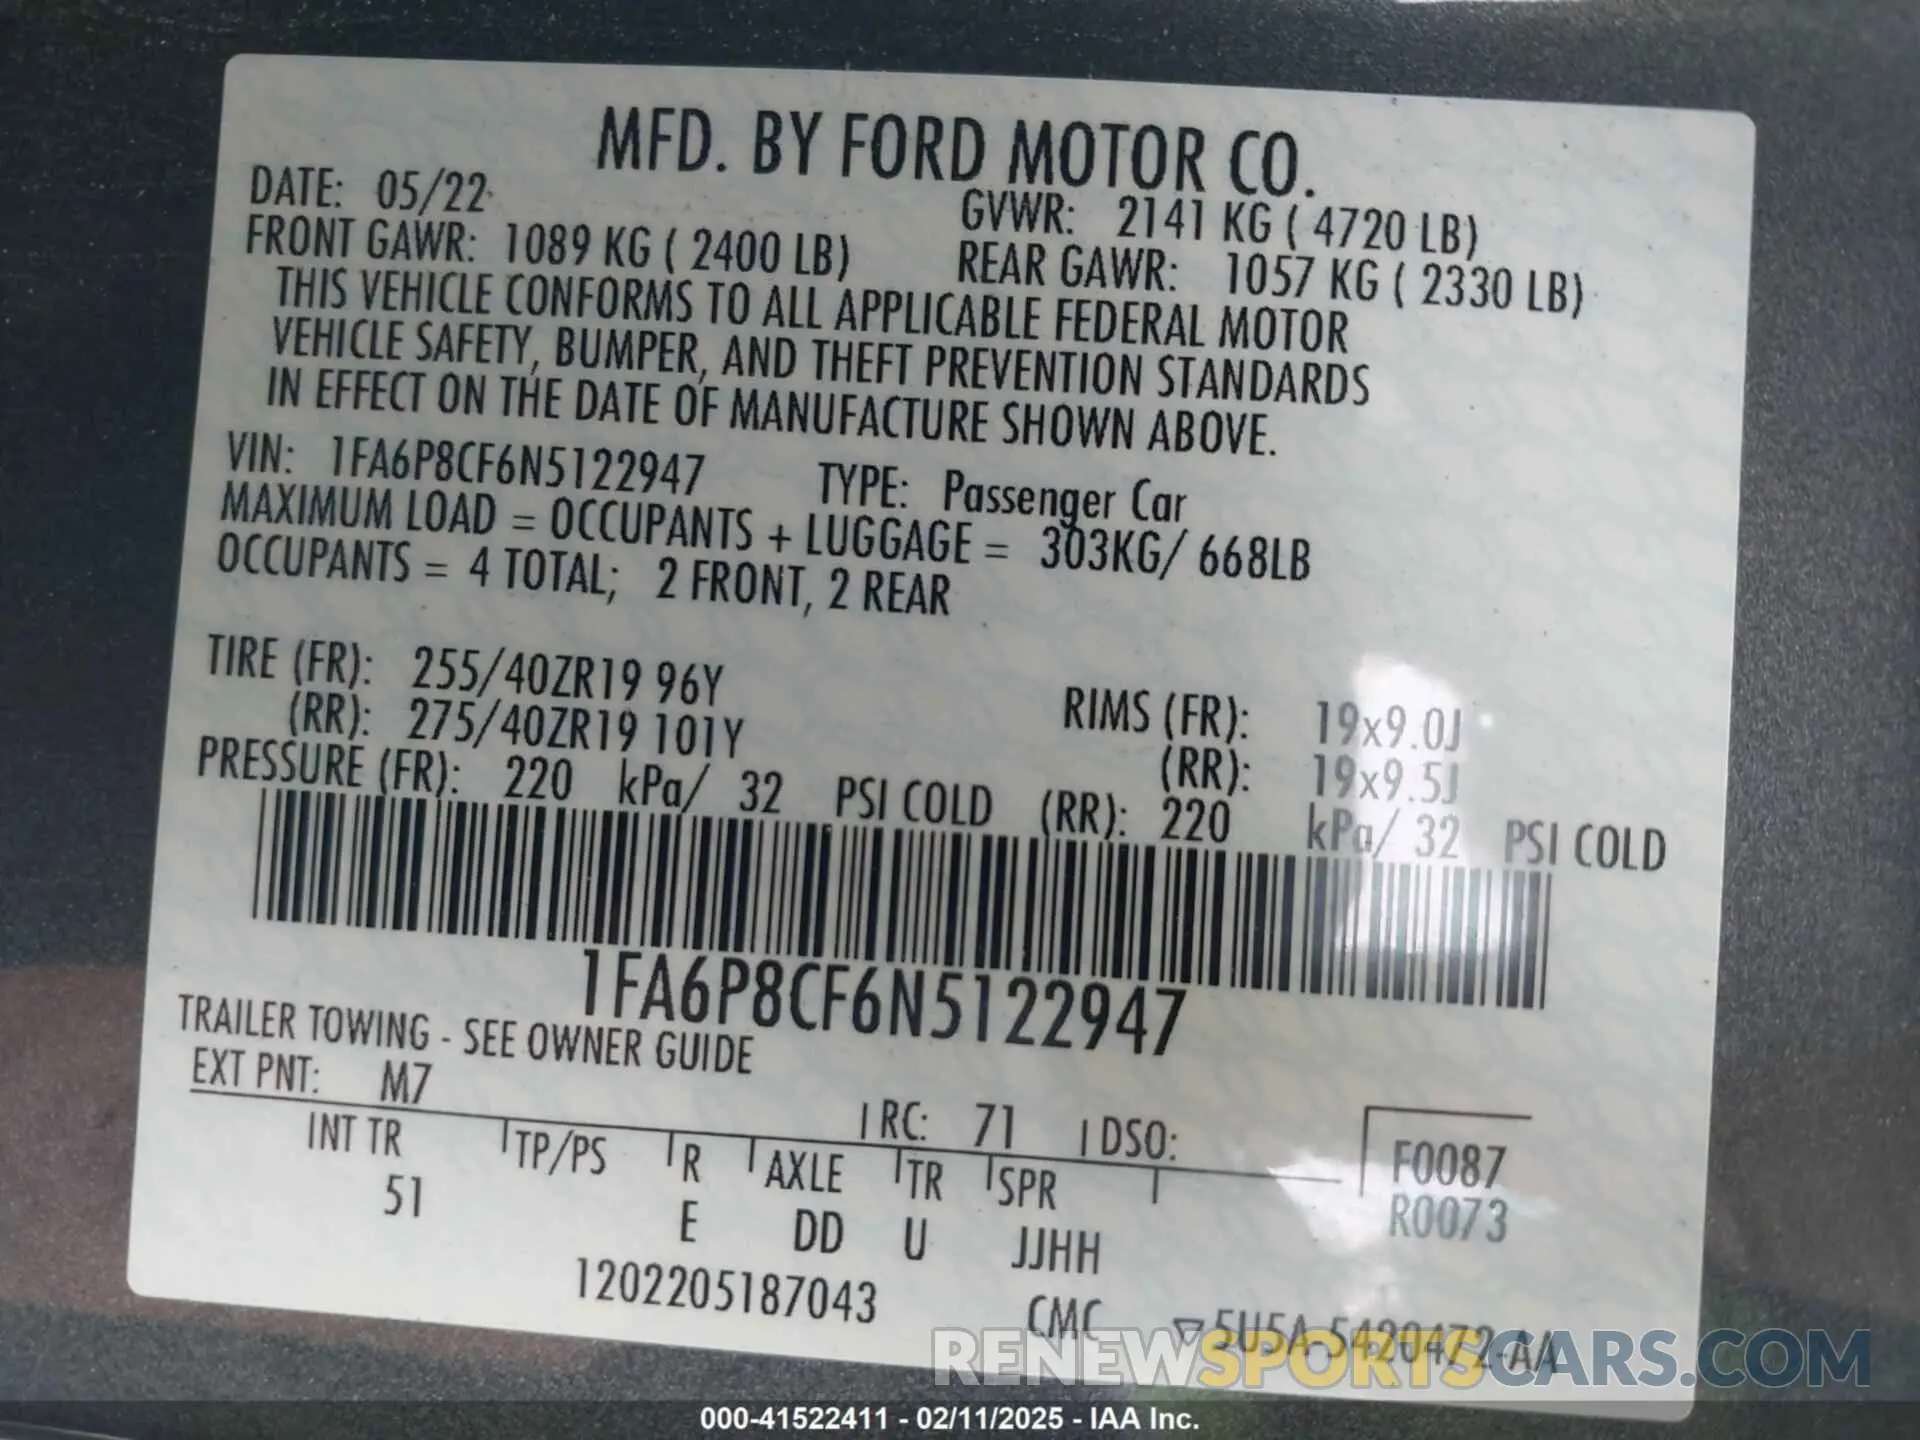 MFD. BY FORD MOTOR CO.
DATE: 05/22 GVWR: 2141 KG ( 4720 LB)
FRONT GAWR: 1089 KG ( 2400 LB) REAR GAWR: 1057 KG ( 2330 LB)
THIS VEHICLE CONFORMS TO ALL APPLICABLE FEDERAL MOTOR
VEHICLE SAFETY, BUMPER, AND THEFT PREVENTION STANDARDS
IN EFFECT ON THE DATE OF MANUFACTURE SHOWN ABOVE.
VIN: 1FA6P8CF6N5122947 TYPE: Passenger Car
MAXIMUM LOAD = OCCUPANTS + LUGGAGE = 303KG/ 668LB
OCCUPANTS = 4 TOTAL; 2 FRONT, 2 REAR
TIRE (FR): 255/40ZR19 96Y RIMS (FR): 19x9.0J
(RR): 275/40ZR19 101Y (RR): 19x9.5J
PRESSURE (FR): 220 kPa/ 32 PSI COLD (RR): 220 kPa/ 32 PSI COLD
1FA6P8CF6N5122947
TRAILER TOWING - SEE OWNER GUIDE
EXT PNT: M7 RC: 71 DSO: F0087
INT TR TP/PS R AXLE TR SPR R0073
51 E DD U JJHH
1202205187043 CMC ▽5U5A-5420472-AA
RENEWSPORTSCARS.COM
000-41522411 - 02/11/2025 - IAA Inc.